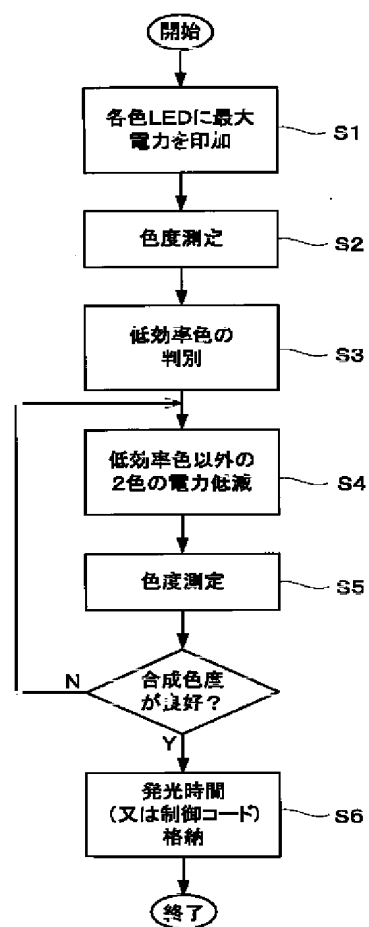 開始
各色LEDに最大
電力を印加
S1
色度測定
S2
低効率色の
判別
S3
低効率色以外の
2色の電力低減
S4
色度測定
S5
合成色度
が良好？
N
Y
発光時間
(又は制御コード)
格納
S6
終了